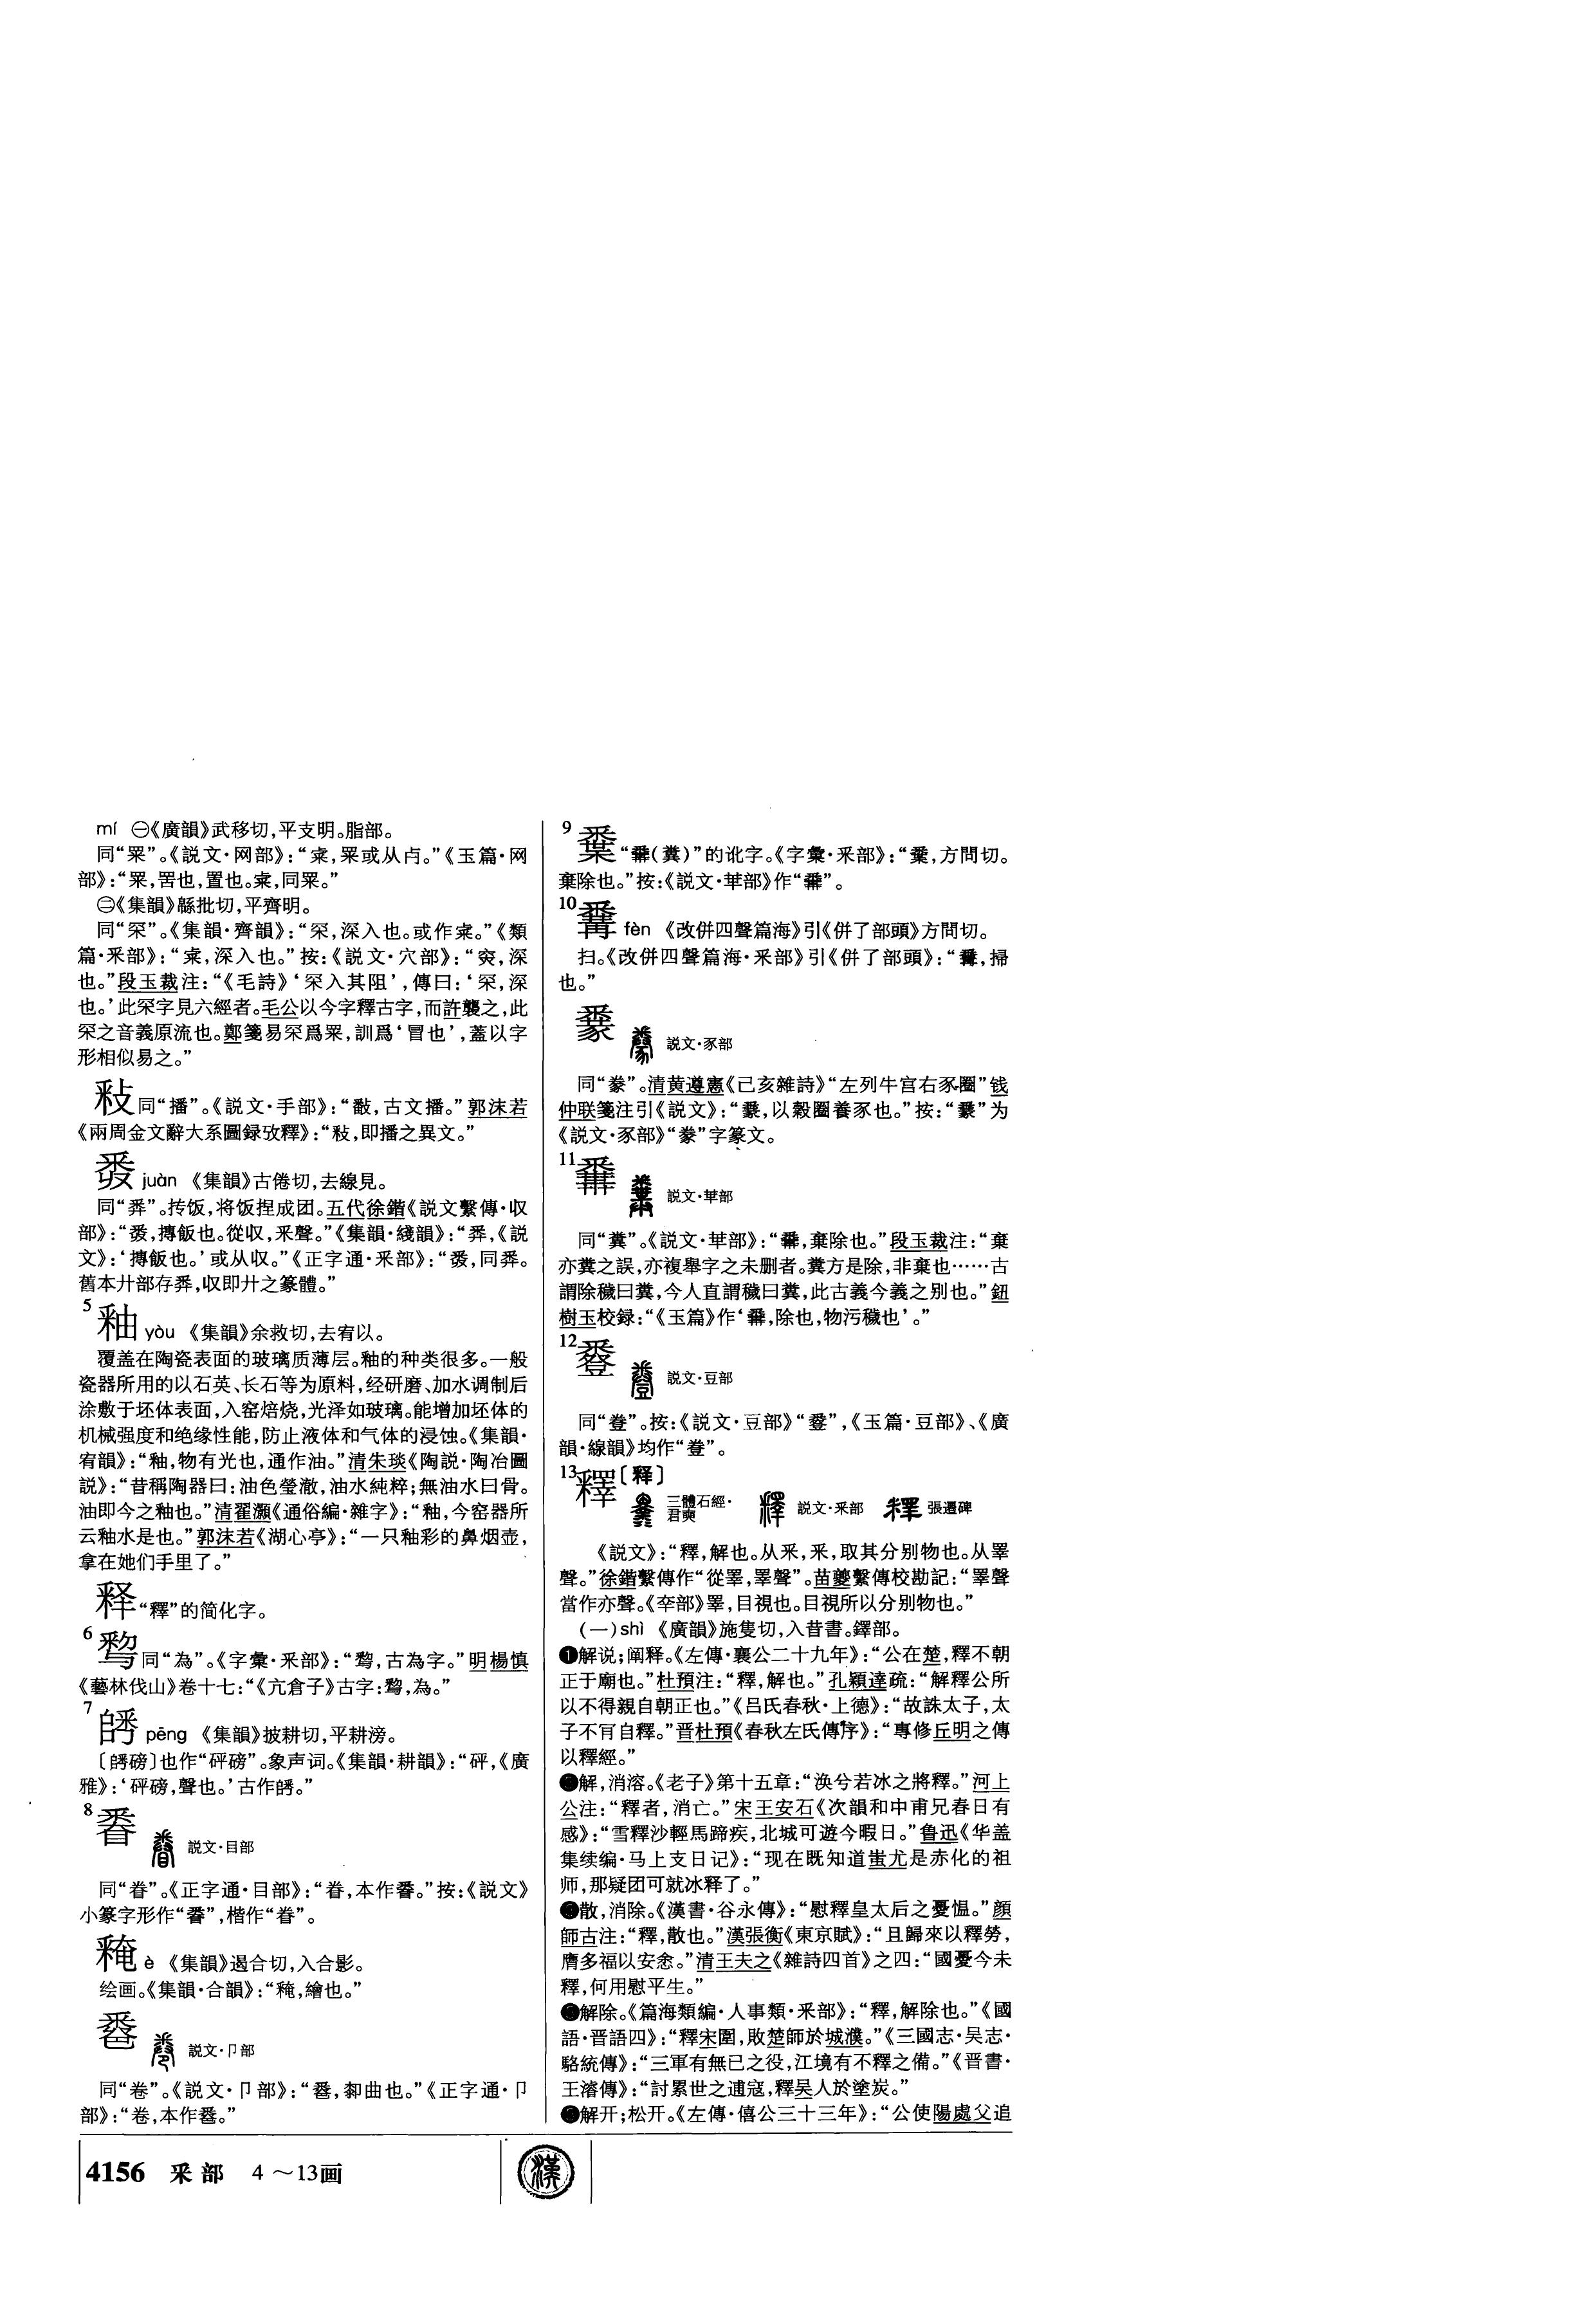 mí ㊀《廣韻》武移切,平支明。脂部。
同“罙”。《説文·网部》:“𥹆,罙或从卢。”《玉篇·网
部》:“罙,罟也,置也。同罙。”
㊁《集韻》緜批切,平齊明。
同“罙”。《集韻·齊韻》:“罙,深入也。或作。”《類
篇·釆部》:“深入也。”按:《説文·穴部》:“穾,深
也。”段玉裁注:“《毛詩》‘罙入其阻’,傳曰:‘罙,深
也。’此罙字見六經者。毛公以今字釋古字,而許襲之,此
罙之音義原流也。鄭箋易罙爲罙,訓爲‘冒也’,蓋以字
形相似易之。”
同“播”。《説文·手部》:“𢿥,古文播。”郭沫若
《兩周金文辭大系圖録攷釋》:“即播之異文。”
juàn 《集韻》古倦切,去線見。
同“𢍏”。抟饭,将饭捏成团。五代徐鍇《説文繫傳·収
部》:“摶飯也。從収,釆聲。”《集韻·綫韻》:“𢍏,《説
文》:‘摶飯也。’或从収。”《正字通·釆部》:“同𢍏。
舊本廾部存𢍏,収即廾之篆體。”
5 釉 yòu 《集韻》余救切,去宥以。
覆盖在陶瓷表面的玻璃质薄层。釉的种类很多。一般
瓷器所用的以石英、长石等为原料,经研磨、加水调制后
涂敷于坯体表面,入窑焙烧,光泽如玻璃。能增加坯体的
机械强度和绝缘性能,防止液体和气体的浸蚀。《集韻·
宥韻》:“釉,物有光也,通作油。”清朱琰《陶説·陶冶圖
説》:“昔稱陶器曰:油色瑩澈,油水純粹;無油水曰骨。
油即今之釉也。”清翟灝《通俗編·雜字》:“釉,今窑器所
云釉水是也。”郭沫若《湖心亭》:“一只釉彩的鼻烟壶,
拿在她们手里了。”
释“釋”的简化字。
6 同“為”。《字彙·釆部》:“古為字。”明楊慎
《藝林伐山》卷十七:“《亢倉子》古字:為。”
7 pēng 《集韻》披耕切,平耕滂。
〔磅〕也作“砰磅”。象声词。《集韻·耕韻》:“砰,《廣
雅》:‘砰磅,聲也。’古作。”
8 説文·目部
同“眷”。《正字通·目部》:“眷,本作。”按:《説文》
小篆字形作“”,楷作“眷”。
è 《集韻》遏合切,入合影。
绘画。《集韻·合韻》:“繪也。”
説文·卩部
同“卷”。《説文·卩部》:“厀曲也。”《正字通·卩
部》:“卷,本作。”
9 “𥻔(糞)”的讹字。《字彙·釆部》:“方問切。
棄除也。”按:《説文·𠦒部》作“”。
10 fèn 《改併四聲篇海》引《併了部頭》方問切。
扫。《改併四聲篇海·釆部》引《併了部頭》:“掃
也。”
説文·豕部
同“豢”。清黄遵憲《己亥雜詩》“左列牛宫右豕圈”钱
仲联箋注引《説文》:“以穀圈養豕也。”按:“”为
《説文·豕部》“豢”字篆文。
11 説文·𠦒部
同“糞”。《説文·𠦒部》:“棄除也。”段玉裁注:“棄
亦糞之誤,亦複舉字之未删者。糞方是除,非棄也……古
謂除穢曰糞,今人直謂穢曰糞,此古義今義之别也。”鈕
樹玉校録:“《玉篇》作‘除也,物污穢也’。”
12 説文·豆部
同“䇮”。按:《説文·豆部》“”,《玉篇·豆部》、《廣
韻·線韻》均作“”。
13 釋〔释〕 三體石經·君奭 説文·釆部 張遷碑
《説文》:“釋,解也。从釆,釆,取其分别物也。从睪
聲。”徐鍇繫傳作“從睪,睪聲”。苗夔繫傳校勘記:“睪聲
當作亦聲。《㚔部》睪,目視也。目視所以分别物也。”
(一)shì 《廣韻》施隻切,入昔書。鐸部。
❶解说;阐释。《左傳·襄公二十九年》:“公在楚,釋不朝
正于廟也。”杜預注:“釋,解也。”孔穎達疏:“解釋公所
以不得親自朝正也。”《吕氏春秋·上德》:“故誅太子,太
子不肎自釋。”晋杜預《春秋左氏傳序》:“專修丘明之傳
以釋經。”
❷解,消溶。《老子》第十五章:“涣兮若冰之將釋。”河上
公注:“釋者,消亡。”宋王安石《次韻和中甫兄春日有
感》:“雪釋沙輕馬蹄疾,北城可遊今暇日。”鲁迅《华盖
集续编·马上支日记》:“现在既知道蚩尤是赤化的祖
师,那疑团可就冰释了。”
❸散,消除。《漢書·谷永傳》:“慰釋皇太后之憂愠。”顔
師古注:“釋,散也。”漢張衡《東京賦》:“且歸來以釋勞,
膺多福以安悆。”清王夫之《雜詩四首》之四:“國憂今未
釋,何用慰平生。”
❹解除。《篇海類編·人事類·釆部》:“釋,解除也。”《國
語·晋語四》:“釋宋圍,敗楚師於城濮。”《三國志·吴志·
駱統傳》:“三軍有無已之役,江境有不釋之備。”《晋書·
王濬傳》:“討累世之逋寇,釋吴人於塗炭。”
❺解开;松开。《左傳·僖公三十三年》:“公使陽處父追
4156 釆部 4～13画
漢